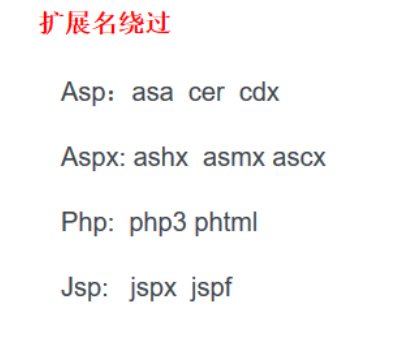 扩展名绕过
Asp：asa cer cdx
Aspx: ashx asmx ascx
Php: php3 phtml
Jsp: jspx jspf